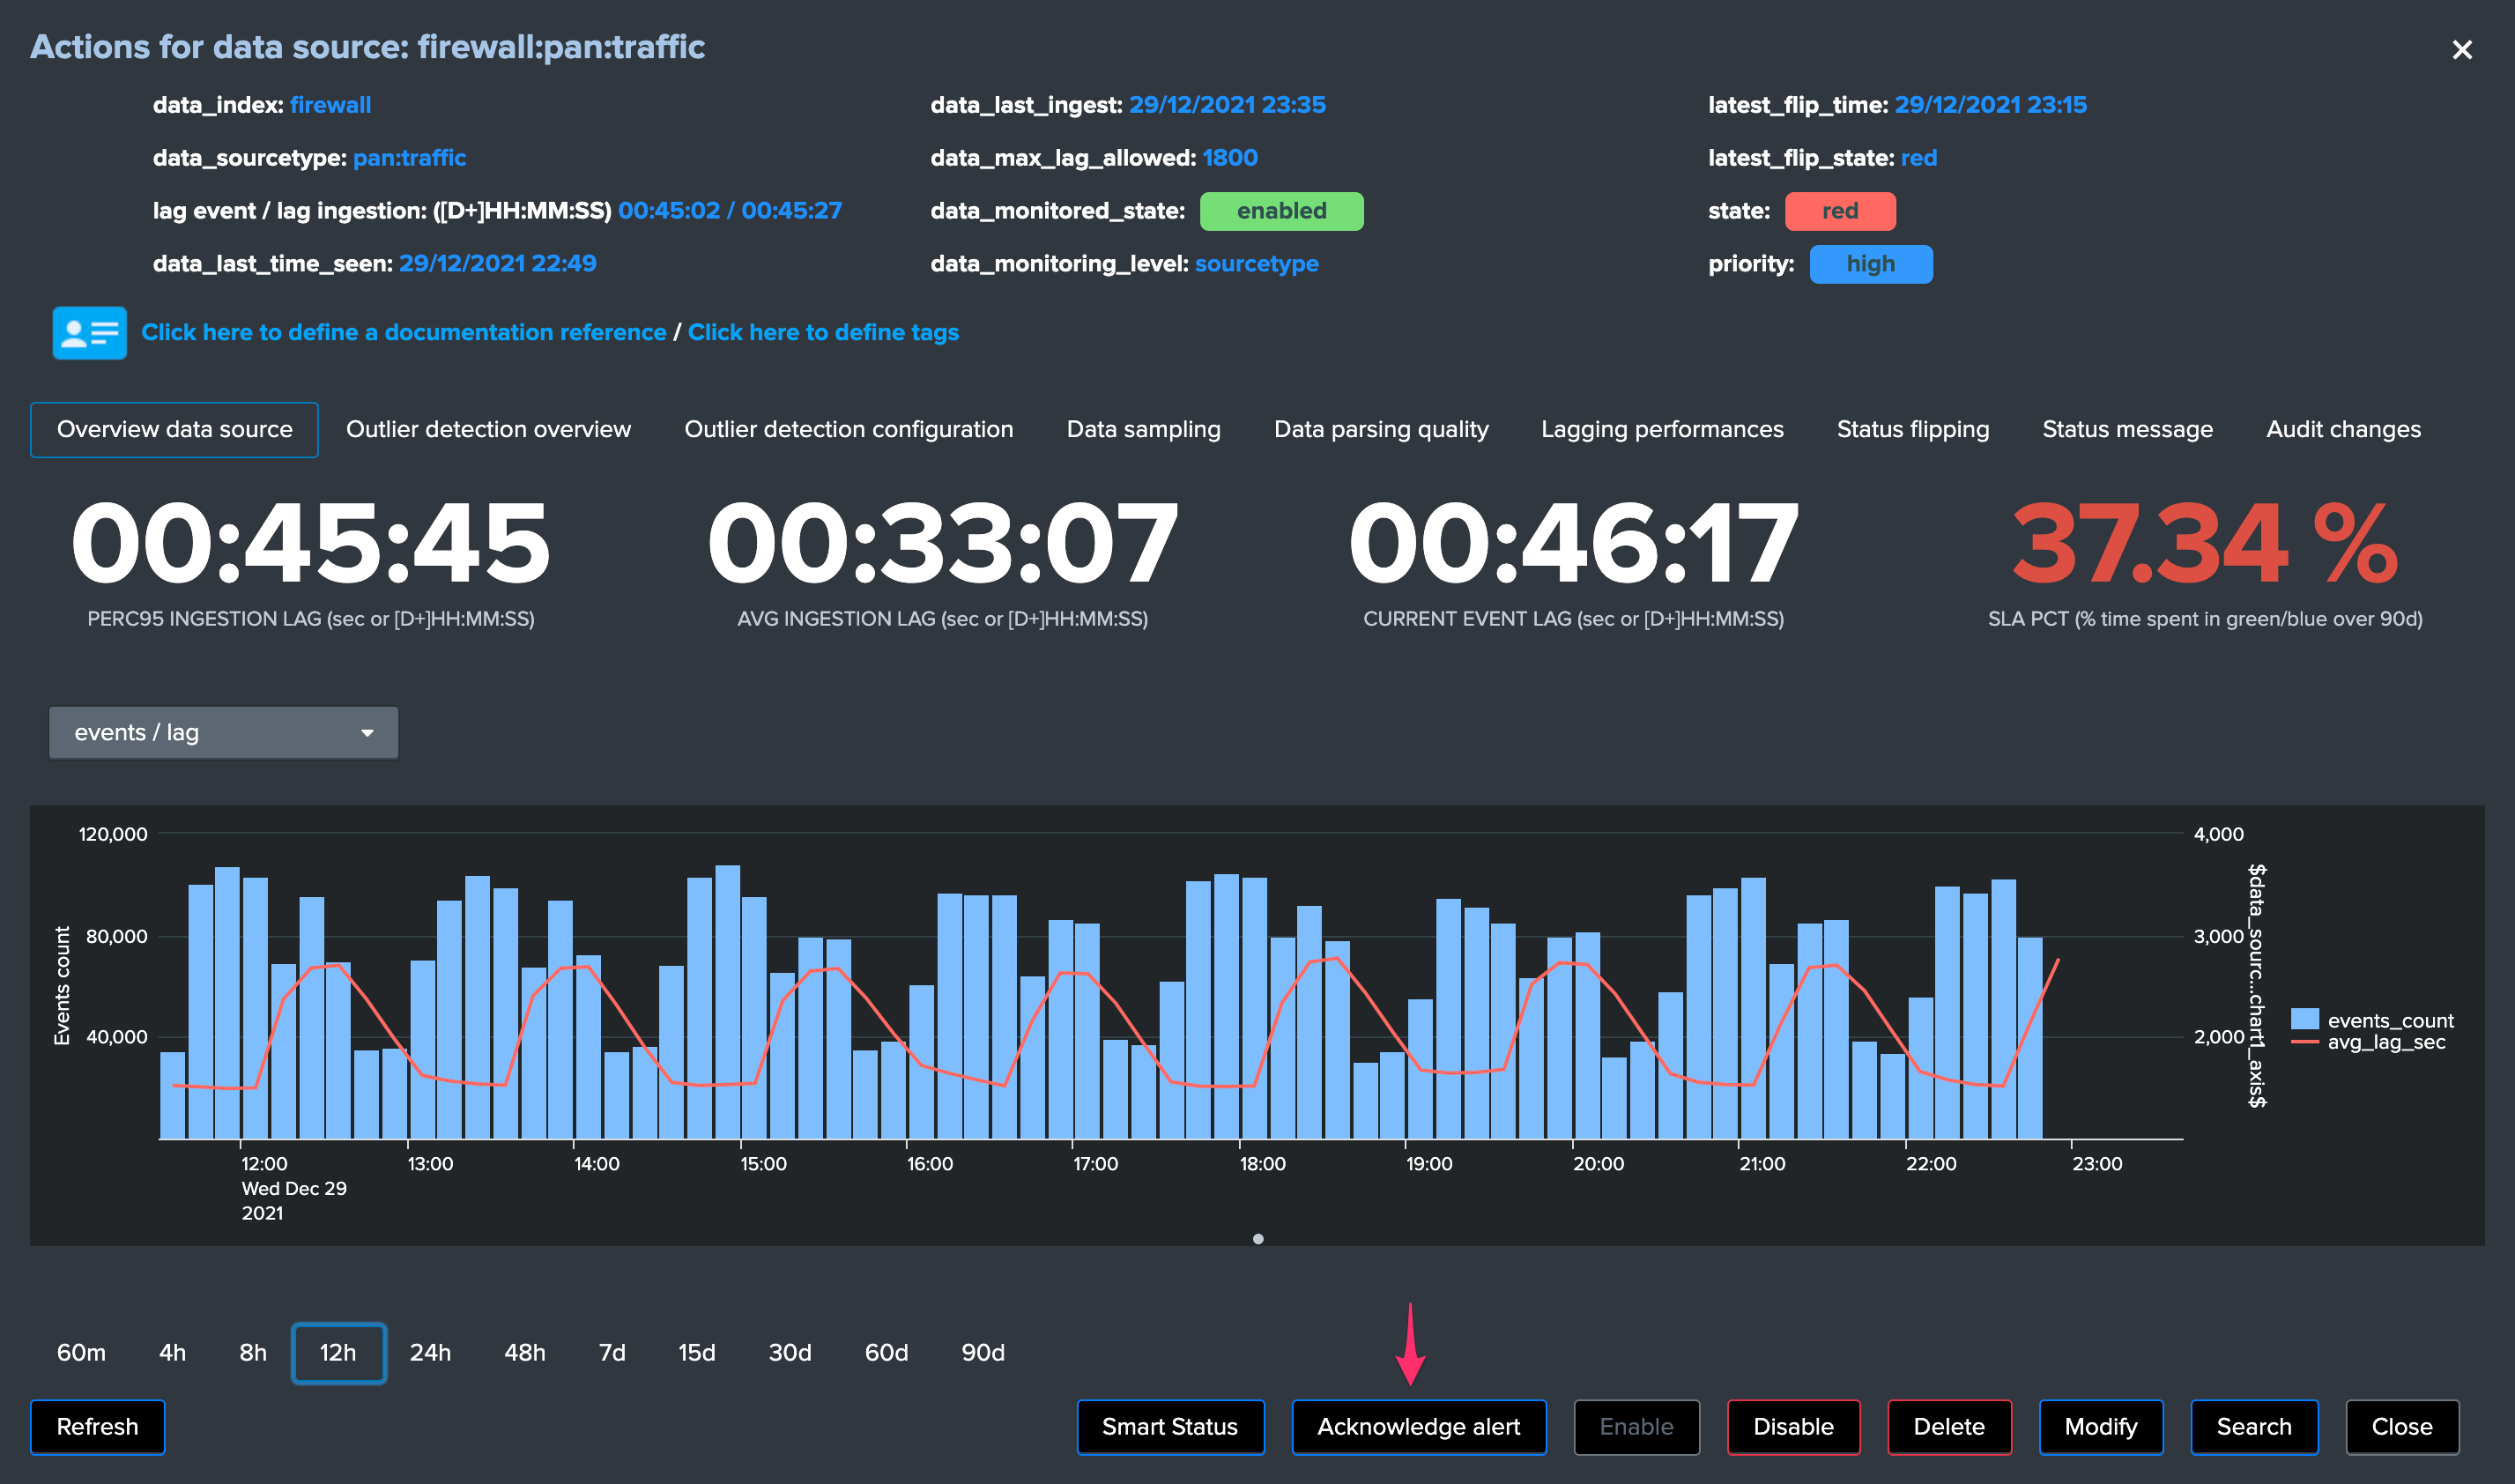 Actions for data source: firewall:pan:traffic
data_index: firewall
data_last_ingest: 29/12/2021 23:35
latest_flip_time: 29/12/2021 23:15
data_sourcetype: pan:traffic
data_max_lag_allowed: 1800
latest_flip_state: red
lag event / lag ingestion: ([D+]HH:MM:SS) 00:45:02 / 00:45:27
data_monitored_state: enabled
state: red
data_last_time_seen: 29/12/2021 22:49
data_monitoring_level: sourcetype
priority: high
Click here to define a documentation reference / Click here to define tags
Overview data source
Outlier detection overview
Outlier detection configuration
Data sampling
Data parsing quality
Lagging performances
Status flipping
Status message
Audit changes
00:45:45
PERC95 INGESTION LAG (sec or [D+]HH:MM:SS)
00:33:07
AVG INGESTION LAG (sec or [D+]HH:MM:SS)
00:46:17
CURRENT EVENT LAG (sec or [D+]HH:MM:SS)
37.34 %
SLA PCT (% time spent in green/blue over 90d)
events / lag
120,000
80,000
40,000
Events count
4,000
3,000
2,000
$data_sourc...chart1_axis$
events_count
avg_lag_sec
12:00
Wed Dec 29
2021
13:00
14:00
15:00
16:00
17:00
18:00
19:00
20:00
21:00
22:00
23:00
60m
4h
8h
12h
24h
48h
7d
15d
30d
60d
90d
Refresh
Smart Status
Acknowledge alert
Enable
Disable
Delete
Modify
Search
Close